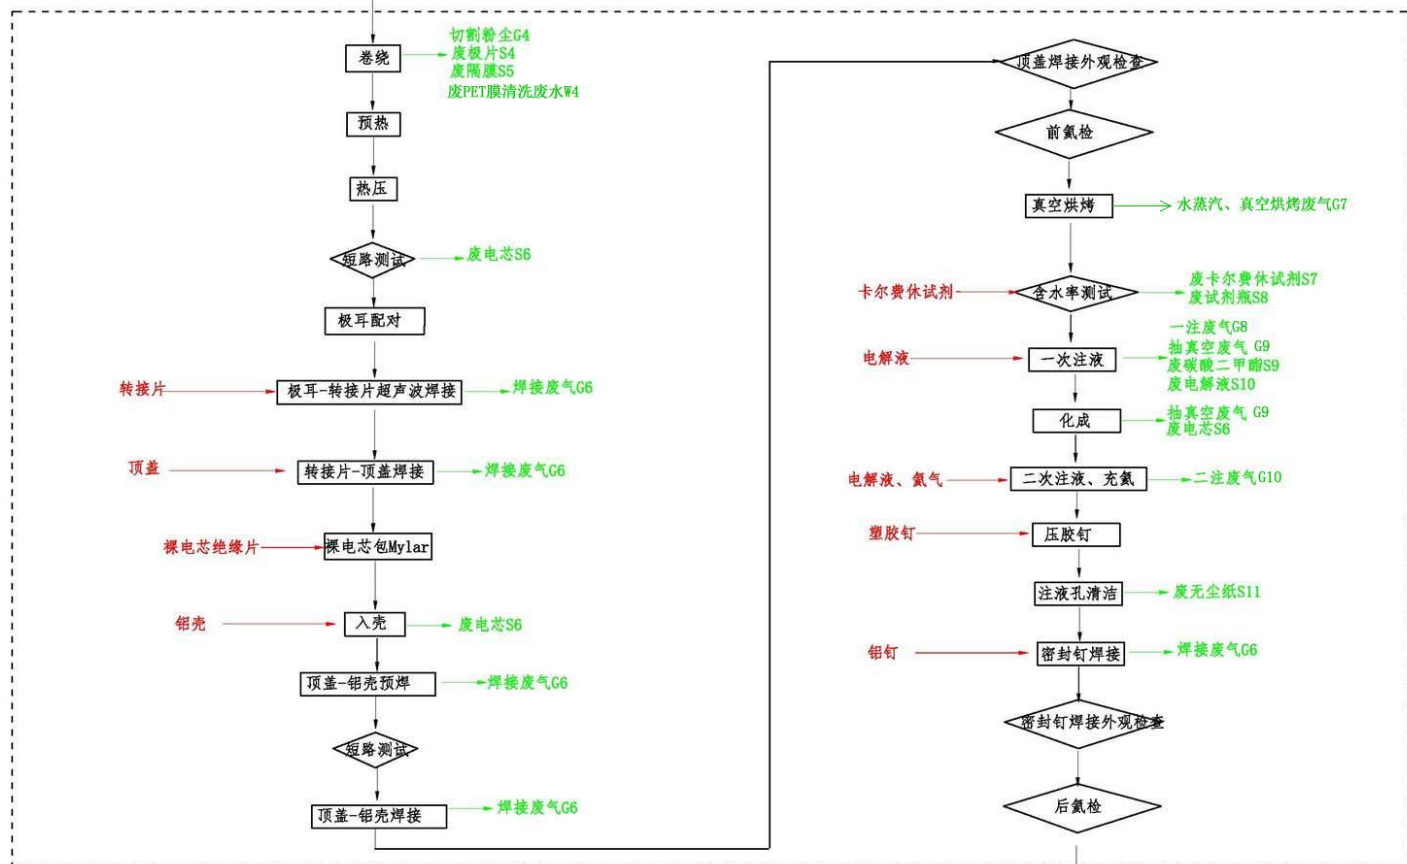 切割粉尘G4
卷绕
废极片S4
废隔膜S5
废PET膜清洗废水W4
预热
热压
短路测试
废电芯S6
极耳配对
转接片
极耳-转接片超声波焊接
焊接废气G6
顶盖
转接片-顶盖焊接
焊接废气G6
裸电芯绝缘片
裸电芯包Mylar
铝壳
入壳
废电芯S6
顶盖-铝壳预焊
焊接废气G6
短路测试
顶盖-铝壳焊接
焊接废气G6
顶盖焊接外观检查
前氦检
真空烘烤
水蒸汽、真空烘烤废气G7
卡尔费休试剂
含水率测试
废卡尔费休试剂S7
废试剂瓶S8
电解液
一次注液
一注废气G8
抽真空废气 G9
废碳酸二甲酯S9
废电解液S10
化成
抽真空废气 G9
废电芯S6
电解液、氦气
二次注液、充氦
二注废气G10
塑胶钉
压胶钉
注液孔清洁
废无尘纸S11
铝钉
密封钉焊接
焊接废气G6
密封钉焊接外观检查
后氦检